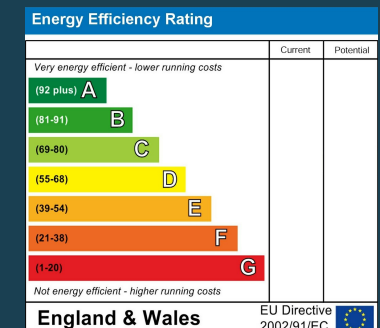 Energy Efficiency Rating
Current Potential
Very energy efficient - lower running costs
(92 plus) A
(81-91) B
(69-80) C
(55-68) D
(39-54) E
(21-38) F
(1-20) G
Not energy efficient - higher running costs
England & Wales
EU Directive
2002/91/EC